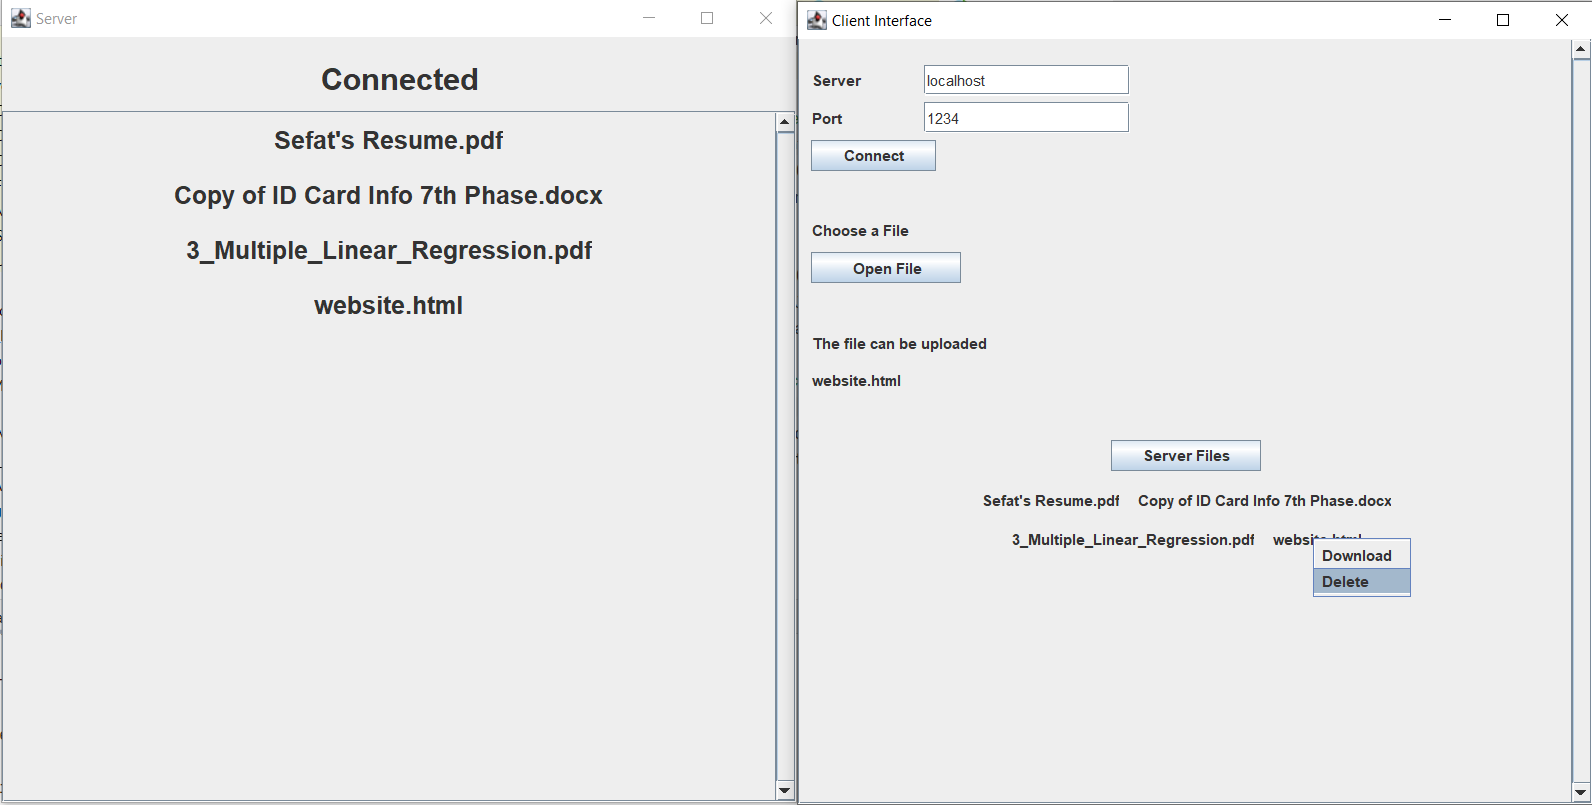 Server
Connected
Sefat's Resume.pdf
Copy of ID Card Info 7th Phase.docx
3_Multiple_Linear_Regression.pdf
website.html
Client Interface
Server localhost
Port 1234
Connect
Choose a File
Open File
The file can be uploaded
website.html
Server Files
Sefat's Resume.pdf Copy of ID Card Info 7th Phase.docx
3_Multiple_Linear_Regression.pdf website.html
Download
Delete